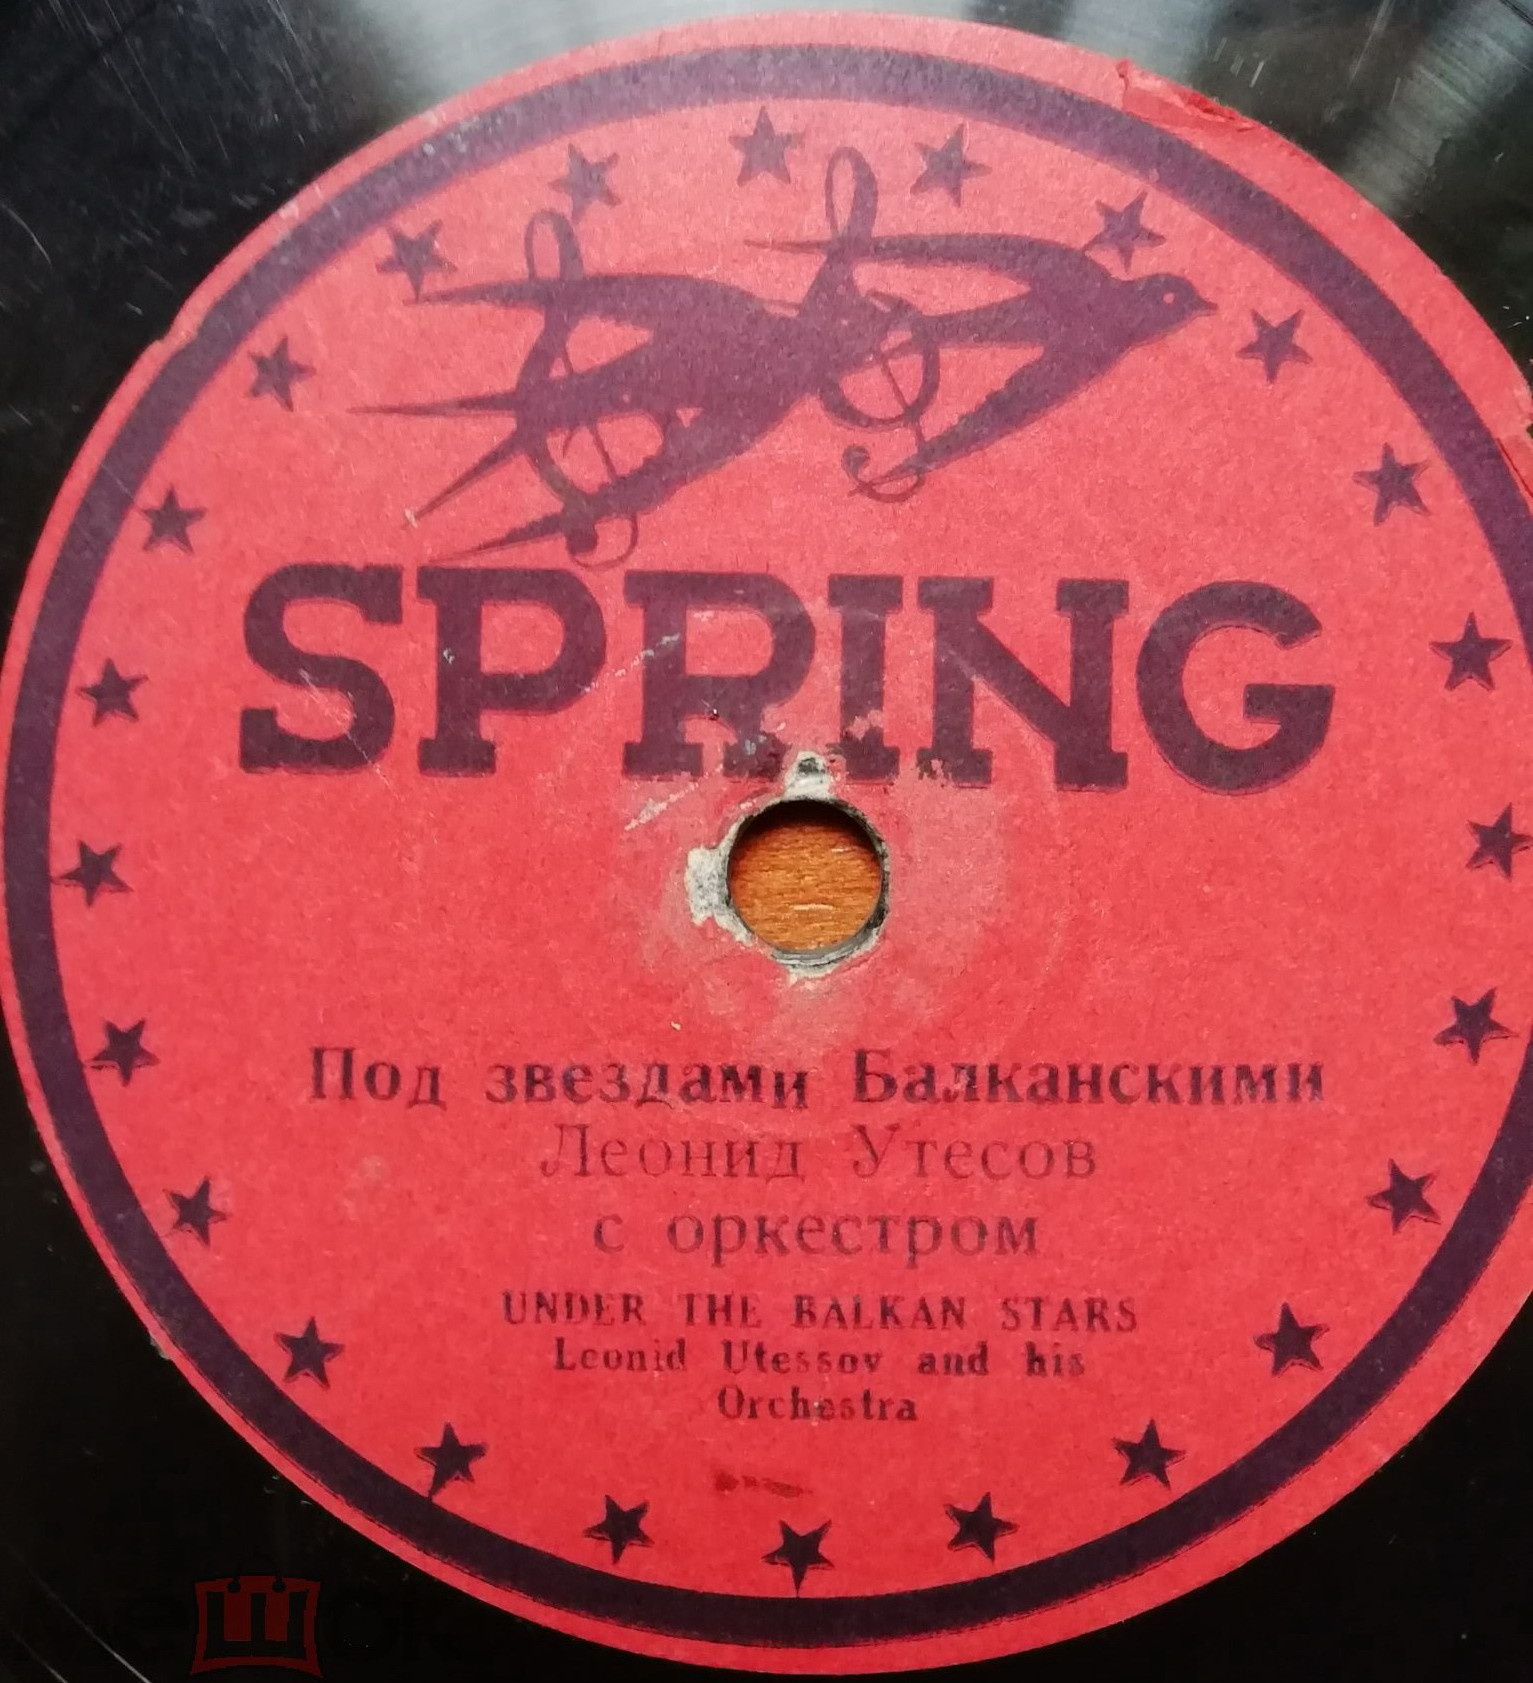 SPRING
Под звездами Балканскими
Леонид Утесов
с оркестром
UNDER THE BALKAN STARS
Leonid Utessov and his
Orchestra